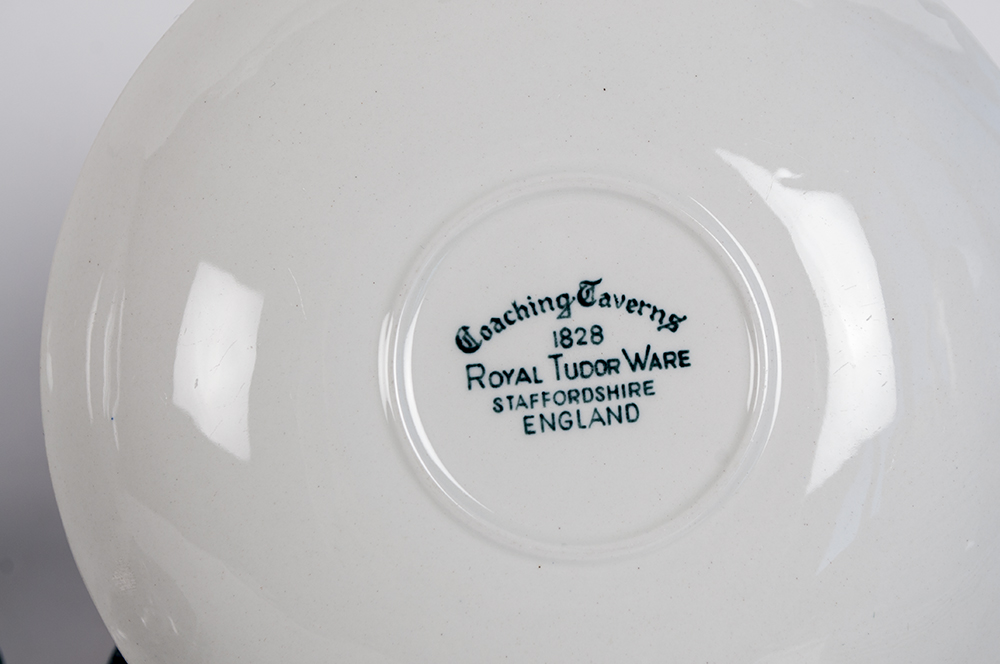 Coaching Taverns
1828
ROYAL TUDOR WARE
STAFFORDSHIRE
ENGLAND